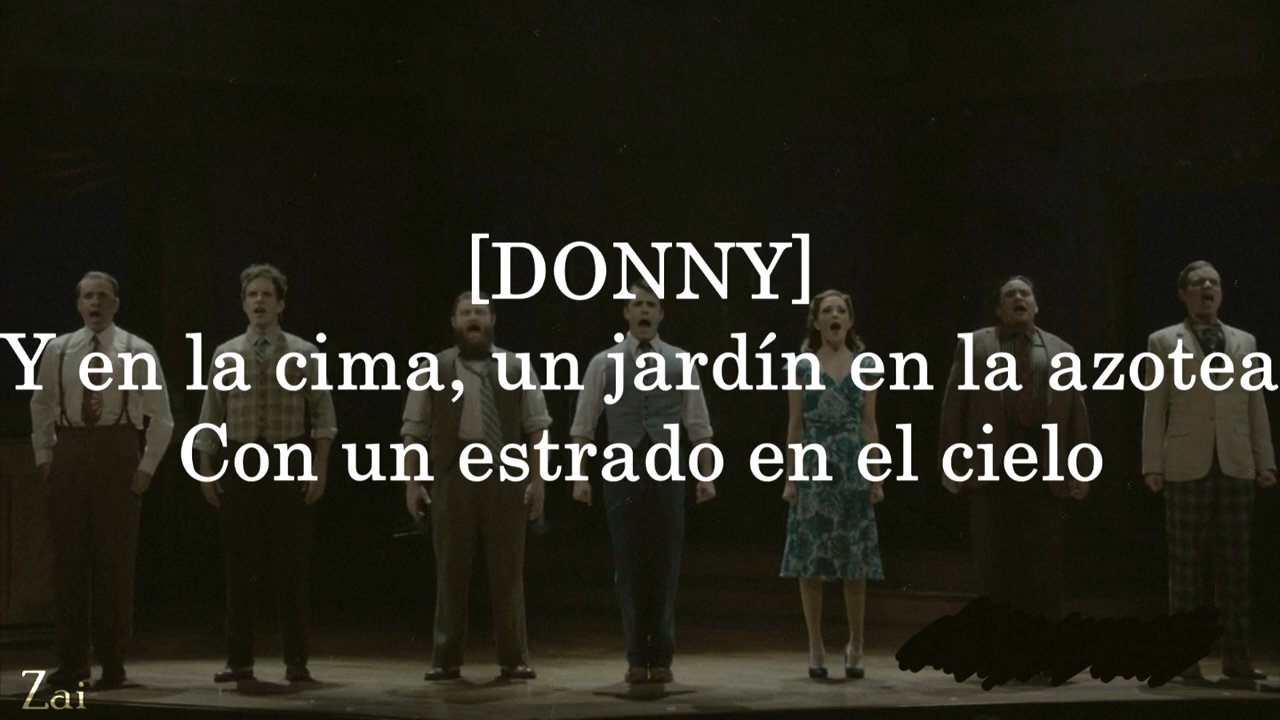 [DONNY]
Y en la cima, un jardín en la azotea
Con un estrado en el cielo
Zai